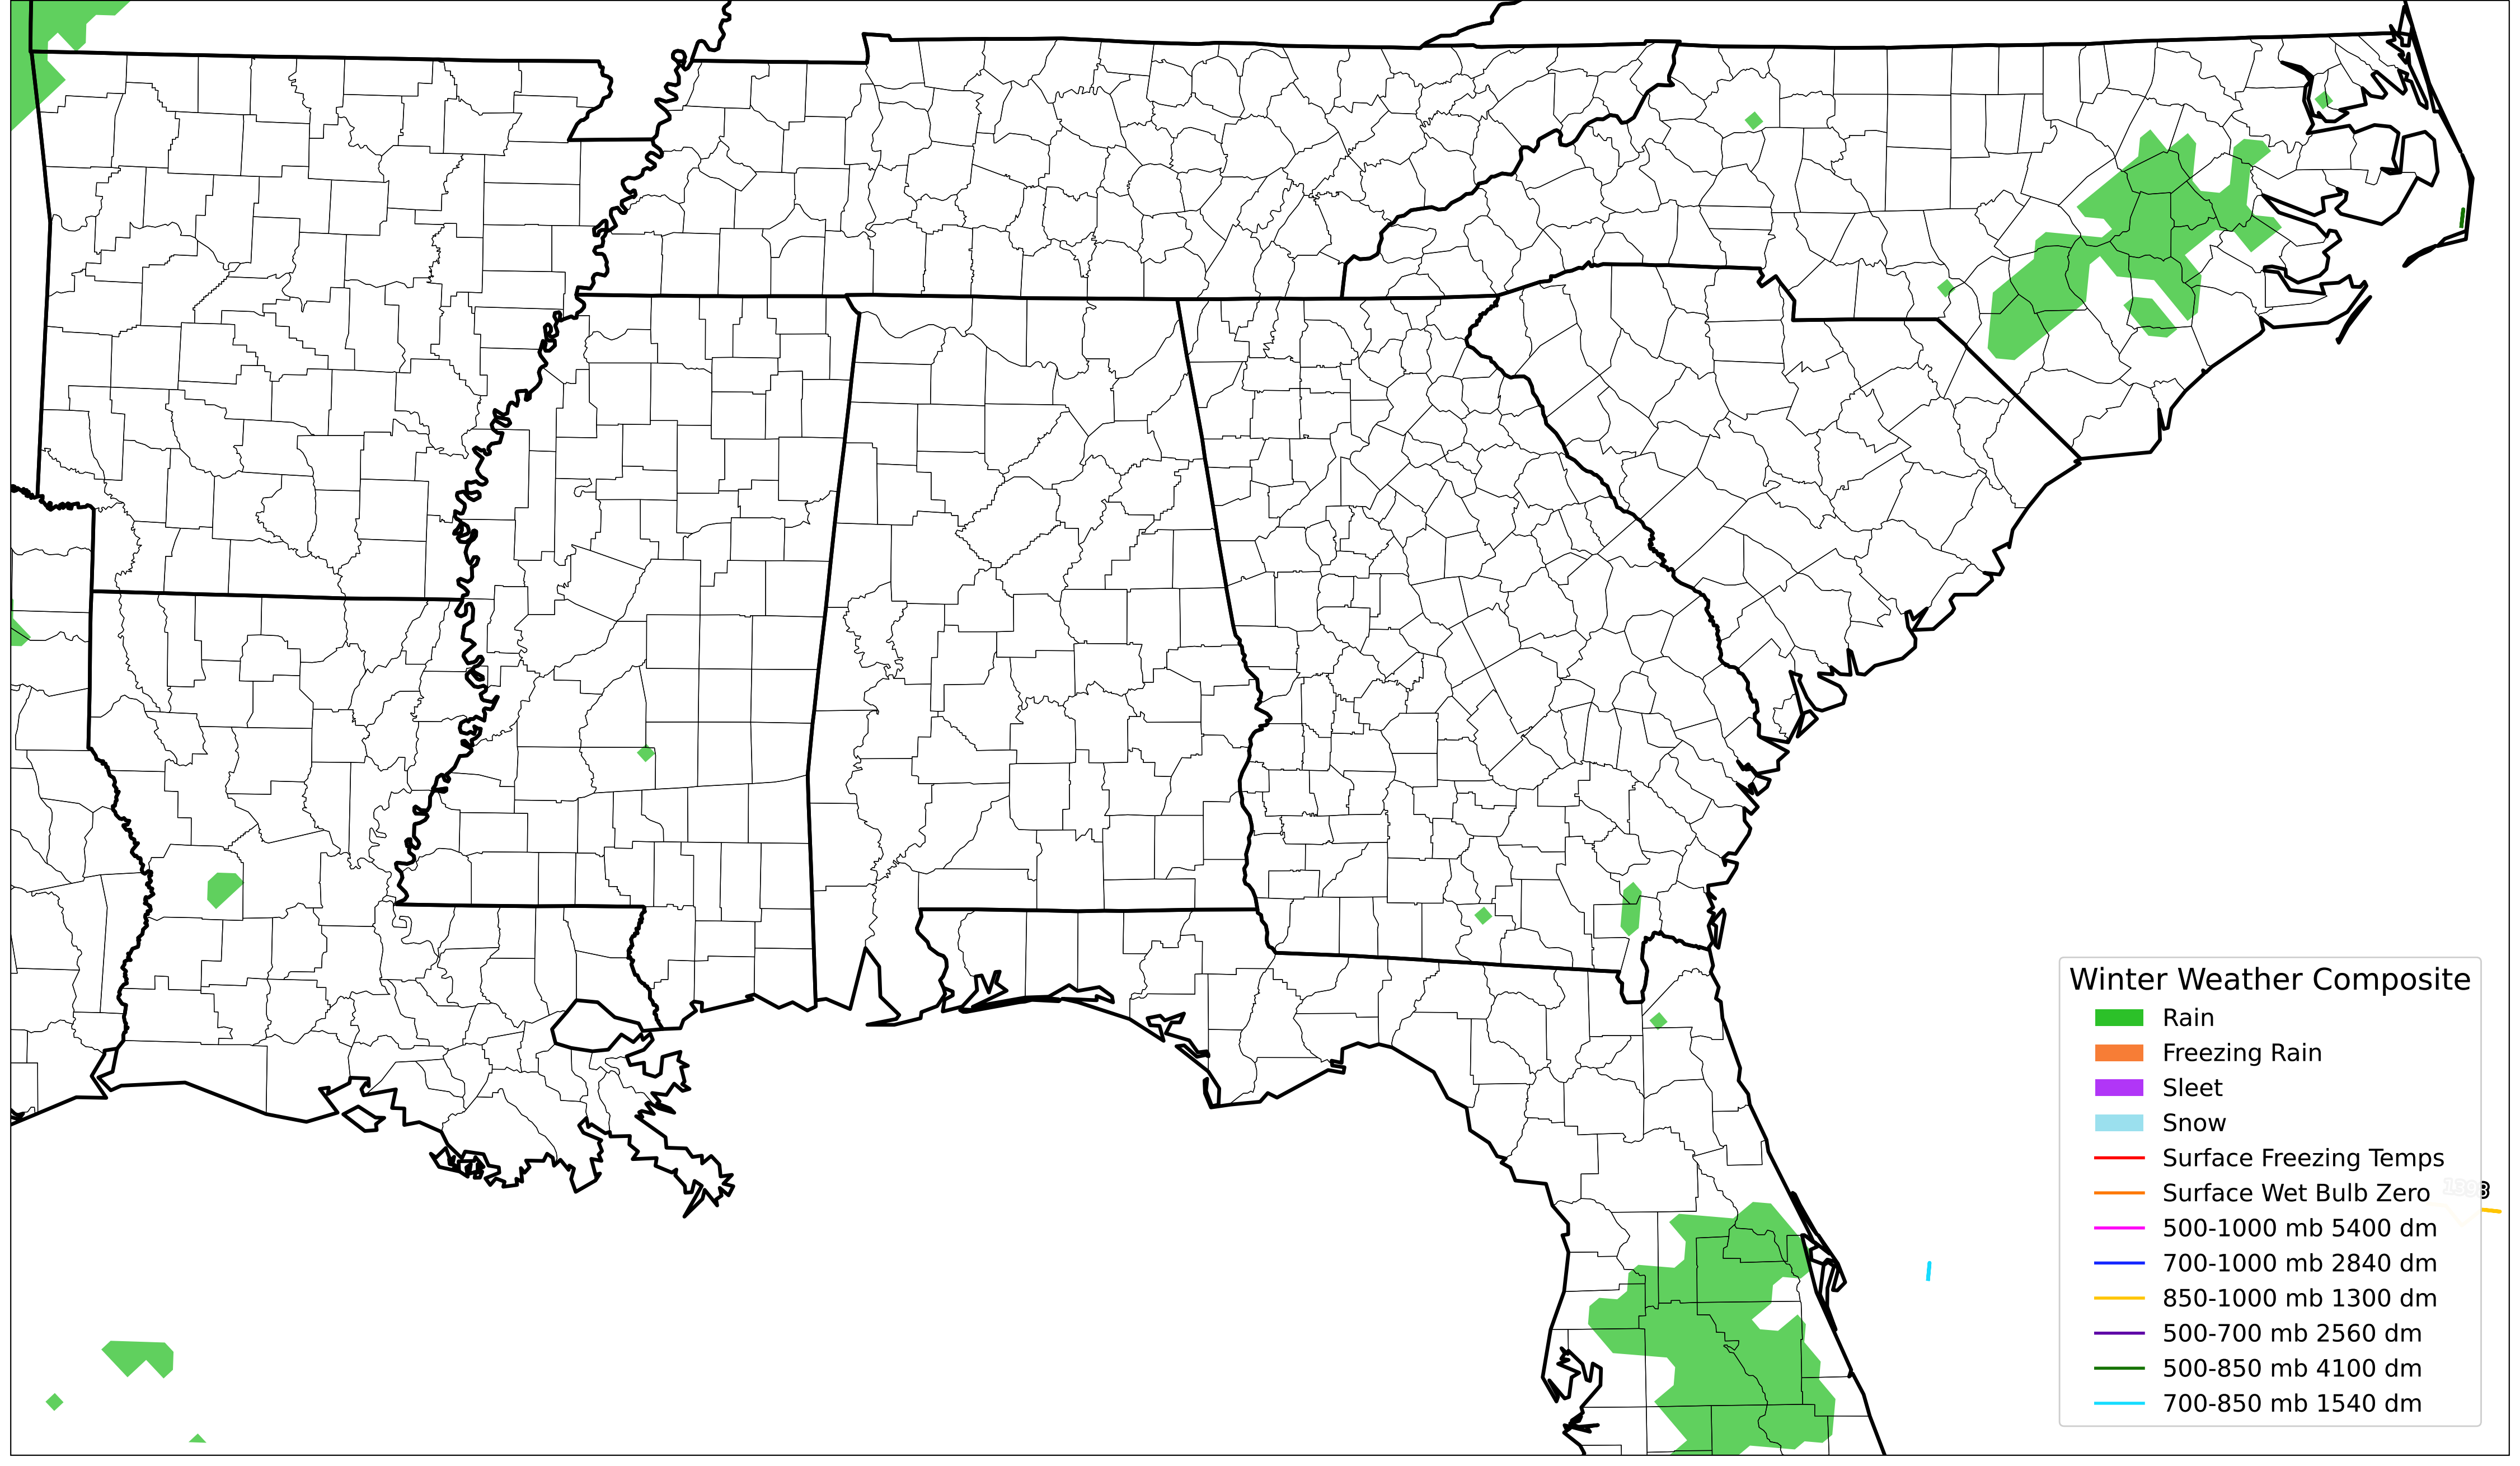 Winter Weather Composite
Rain
Freezing Rain
Sleet
Snow
Surface Freezing Temps
Surface Wet Bulb Zero
500-1000 mb 5400 dm
700-1000 mb 2840 dm
850-1000 mb 1300 dm
500-700 mb 2560 dm
500-850 mb 4100 dm
700-850 mb 1540 dm